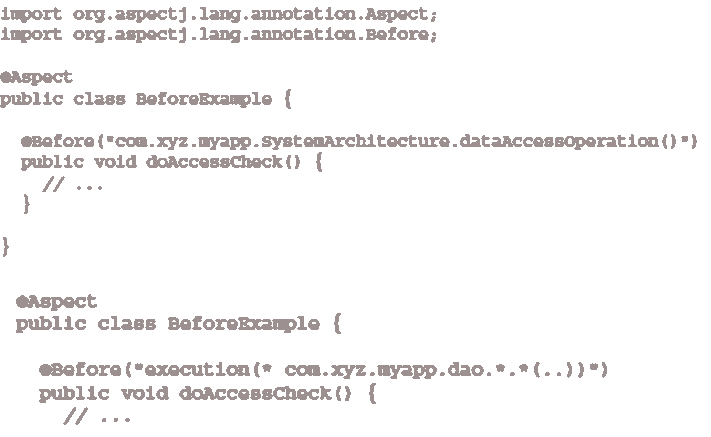 import org.aspectj.lang.annotation.Aspect;
import org.aspectj.lang.annotation.Before;
@Aspect
public class BeforeExample {
@Before("com.xyz.myapp.SystemArchitecture.dataAccessOperation()")
public void doAccessCheck() {
// ...
}
}
@Aspect
public class BeforeExample {
@Before("execution(* com.xyz.myapp.dao.*.*(..))")
public void doAccessCheck() {
// ...